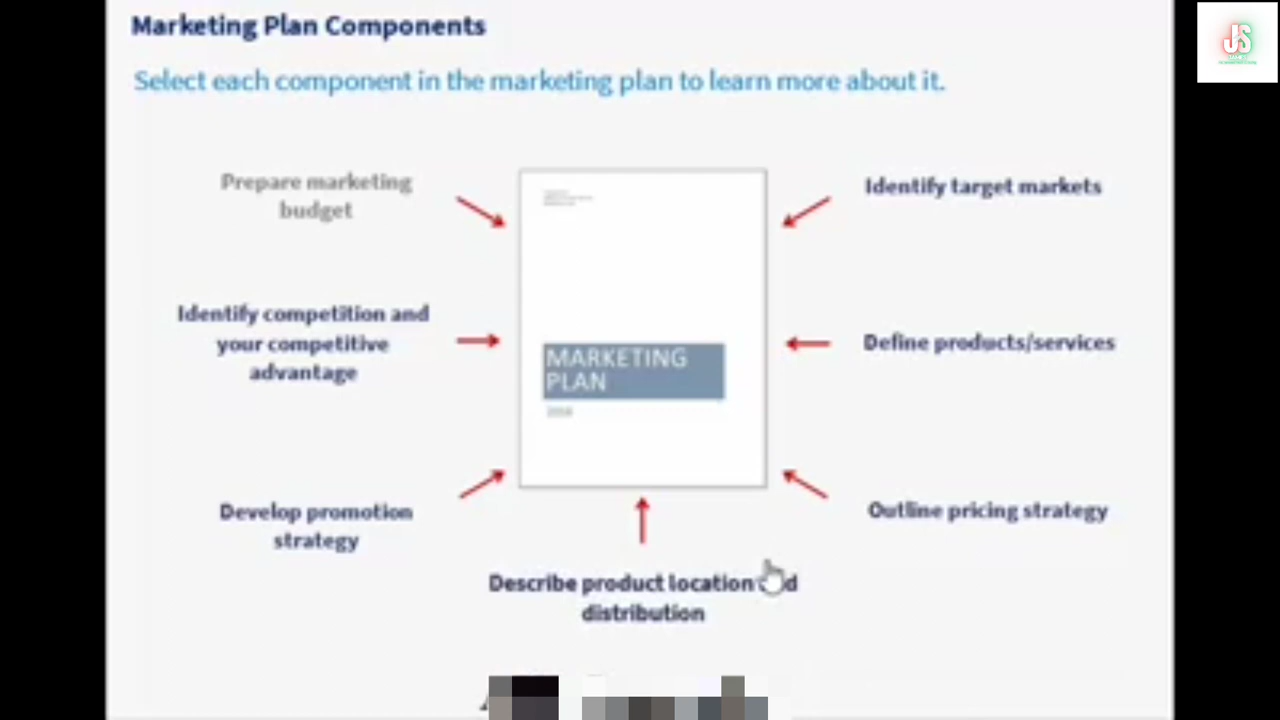 Marketing Plan Components
Select each component in the marketing plan to learn more about it.
Prepare marketing
budget
Identify target markets
Identify competition and
your competitive
advantage
MARKETING
PLAN
Define products/services
Develop promotion
strategy
Outline pricing strategy
Describe product location
distribution
JS